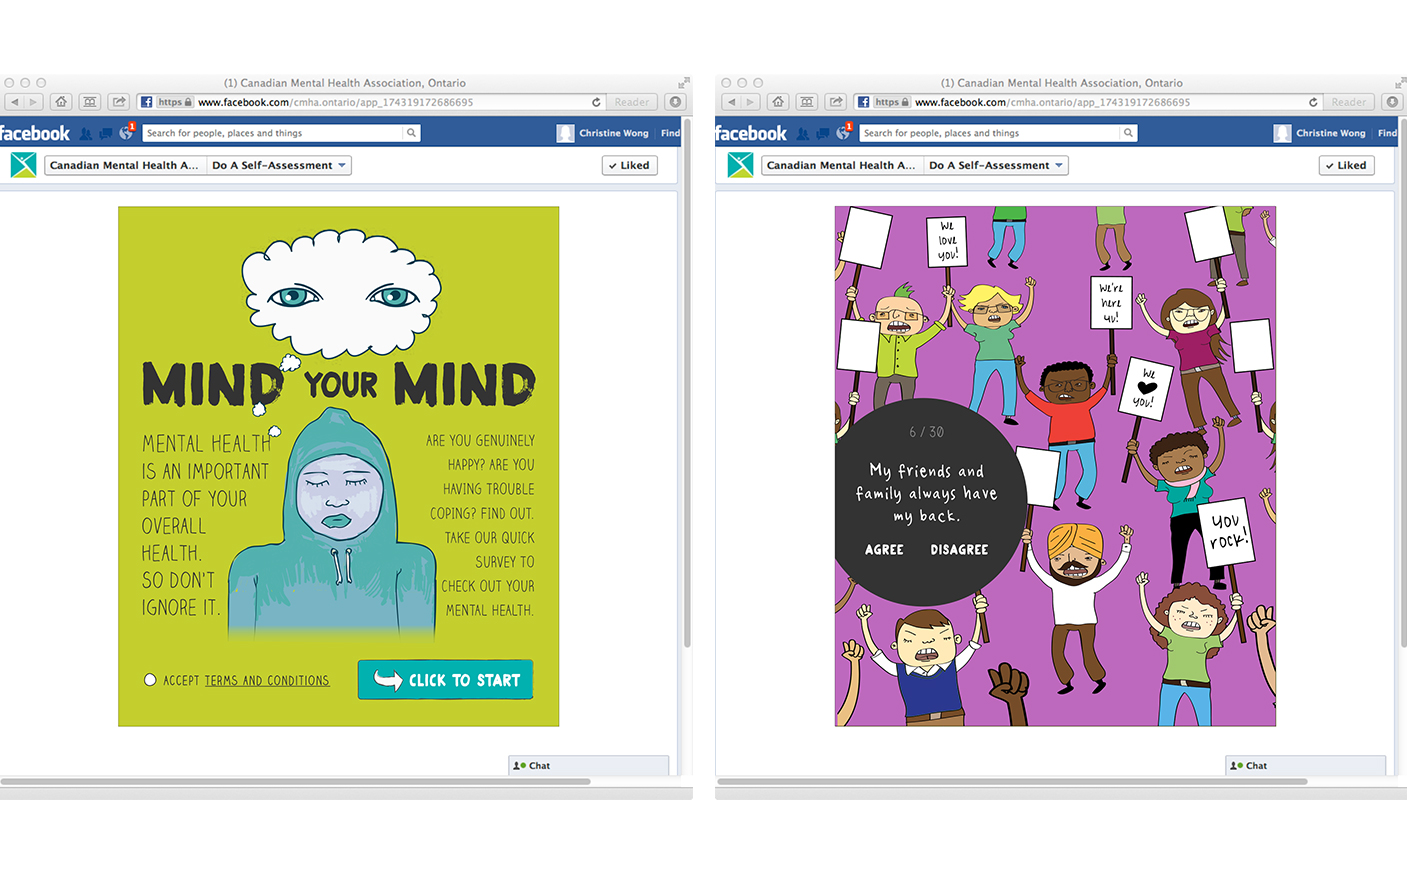 (1) Canadian Mental Health Association, Ontario
https www.facebook.com/cmha.ontario/app_174319172686695
Reader
facebook
1
Search for people, places and things
Christine Wong
Find
Canadian Mental Health A...
Do A Self-Assessment
Liked
MIND YOUR MIND
MENTAL HEALTH
IS AN IMPORTANT
PART OF YOUR
OVERALL
HEALTH.
SO DON'T
IGNORE IT.
ARE YOU GENUINELY
HAPPY? ARE YOU
HAVING TROUBLE
COPING? FIND OUT.
TAKE OUR QUICK
SURVEY TO
CHECK OUT YOUR
MENTAL HEALTH.
ACCEPT TERMS AND CONDITIONS
CLICK TO START
Chat
(1) Canadian Mental Health Association, Ontario
https www.facebook.com/cmha.ontario/app_174319172686695
Reader
facebook
1
Search for people, places and things
Christine Wong
Find
Canadian Mental Health A...
Do A Self-Assessment
Liked
We
love
you!
We're
here
4U!
We
you!
6 / 30
My friends and
family always have
my back.
AGREE DISAGREE
you
rock!
Chat